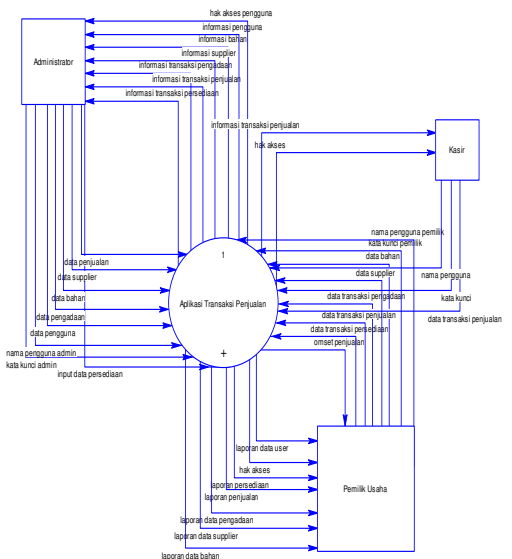 hak akses pengguna
informasi pengguna
informasi bahan
informasi supplier
informasi transaksi pengadaan
informasi transaksi penjualan
informasi transaksi persediaan
Administrator
informasi transaksi penjualan
hak akses
Kasir
nama pengguna pemilik
kata kunci pemilik
data bahan
data supplier
nama pengguna
kata kunci
data transaksi penjualan
data transaksi pengadaan
data transaksi penjualan
data transaksi persediaan
omset penjualan
1
Aplikasi Transaksi Penjualan
+
data penjualan
data supplier
data bahan
data pengadaan
data pengguna
nama pengguna admin
kata kunci admin
input data persediaan
laporan data user
hak akses
laporan persediaan
laporan penjualan
laporan data pengadaan
laporan data supplier
laporan data bahan
Pemilik Usaha